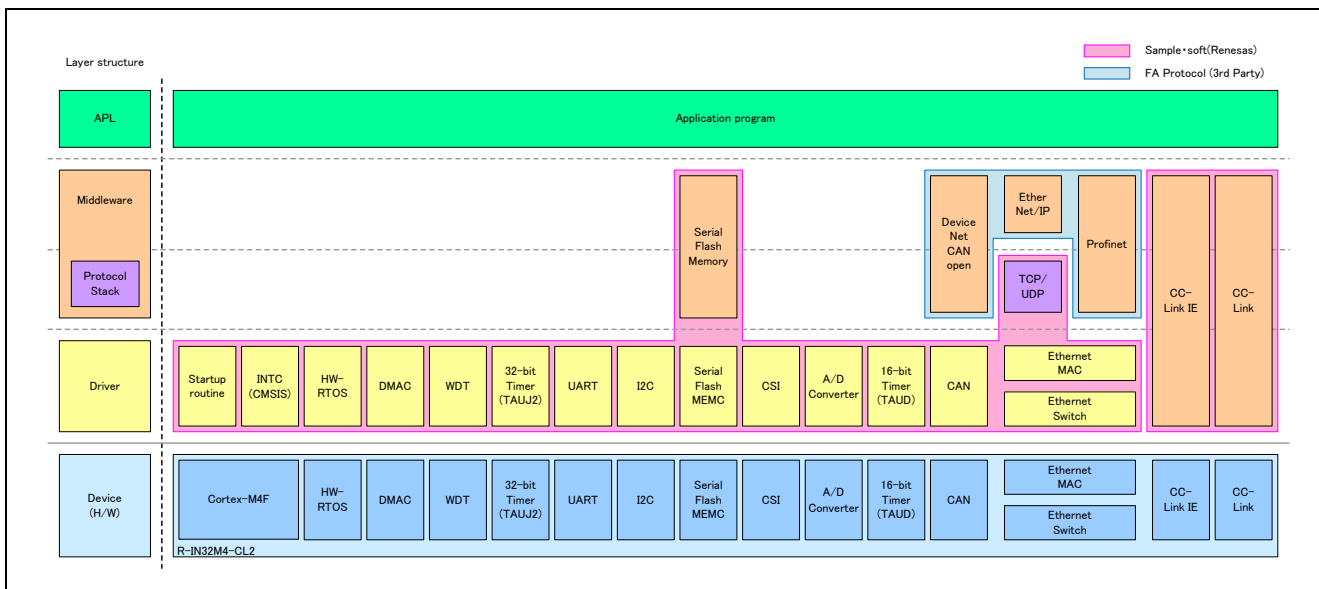 Sample・soft(Renesas)
Layer structure
FA Protocol (3rd Party)
APL
Application program
Middleware
Protocol
Stack
Serial
Flash
Memory
Device
Net
CAN
open
Ether
Net/IP
TCP/
UDP
Profinet
CC-
Link IE
CC-
Link
Driver
Startup
routine
INTC
(CMSIS)
HW-
RTOS
DMAC
WDT
32-bit
Timer
(TAUJ2)
UART
I2C
Serial
Flash
MEMC
CSI
A/D
Converter
16-bit
Timer
(TAUD)
CAN
Ethernet
MAC
Ethernet
Switch
Device
(H/W)
Cortex-M4F
HW-
RTOS
DMAC
WDT
32-bit
Timer
(TAUJ2)
UART
I2C
Serial
Flash
MEMC
CSI
A/D
Converter
16-bit
Timer
(TAUD)
CAN
Ethernet
MAC
Ethernet
Switch
CC-
Link IE
CC-
Link
R-IN32M4-CL2